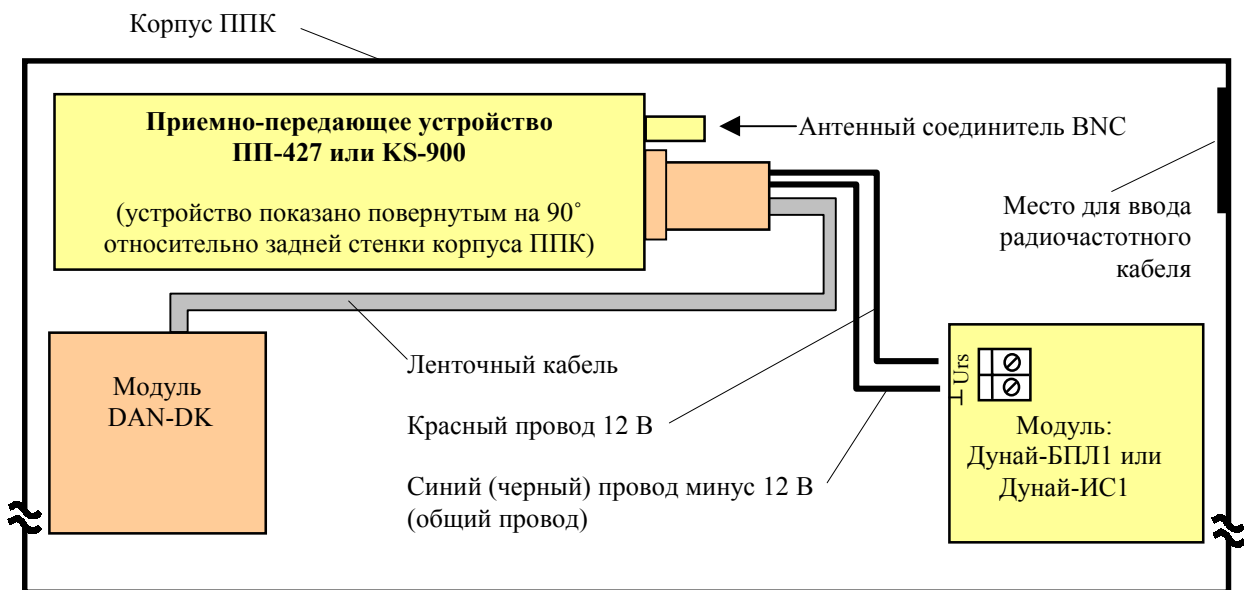 Корпус ППК
Приемно-передающее устройство
ПП-427 или KS-900
(устройство показано повернутым на 90˚
относительно задней стенки корпуса ППК)
Антенный соединитель BNC
Место для ввода
радиочастотного
кабеля
Ленточный кабель
Красный провод 12 В
Синий (черный) провод минус 12 В
(общий провод)
Модуль
DAN-DK
⊥ Urs
Модуль:
Дунай-БПЛ1 или
Дунай-ИС1